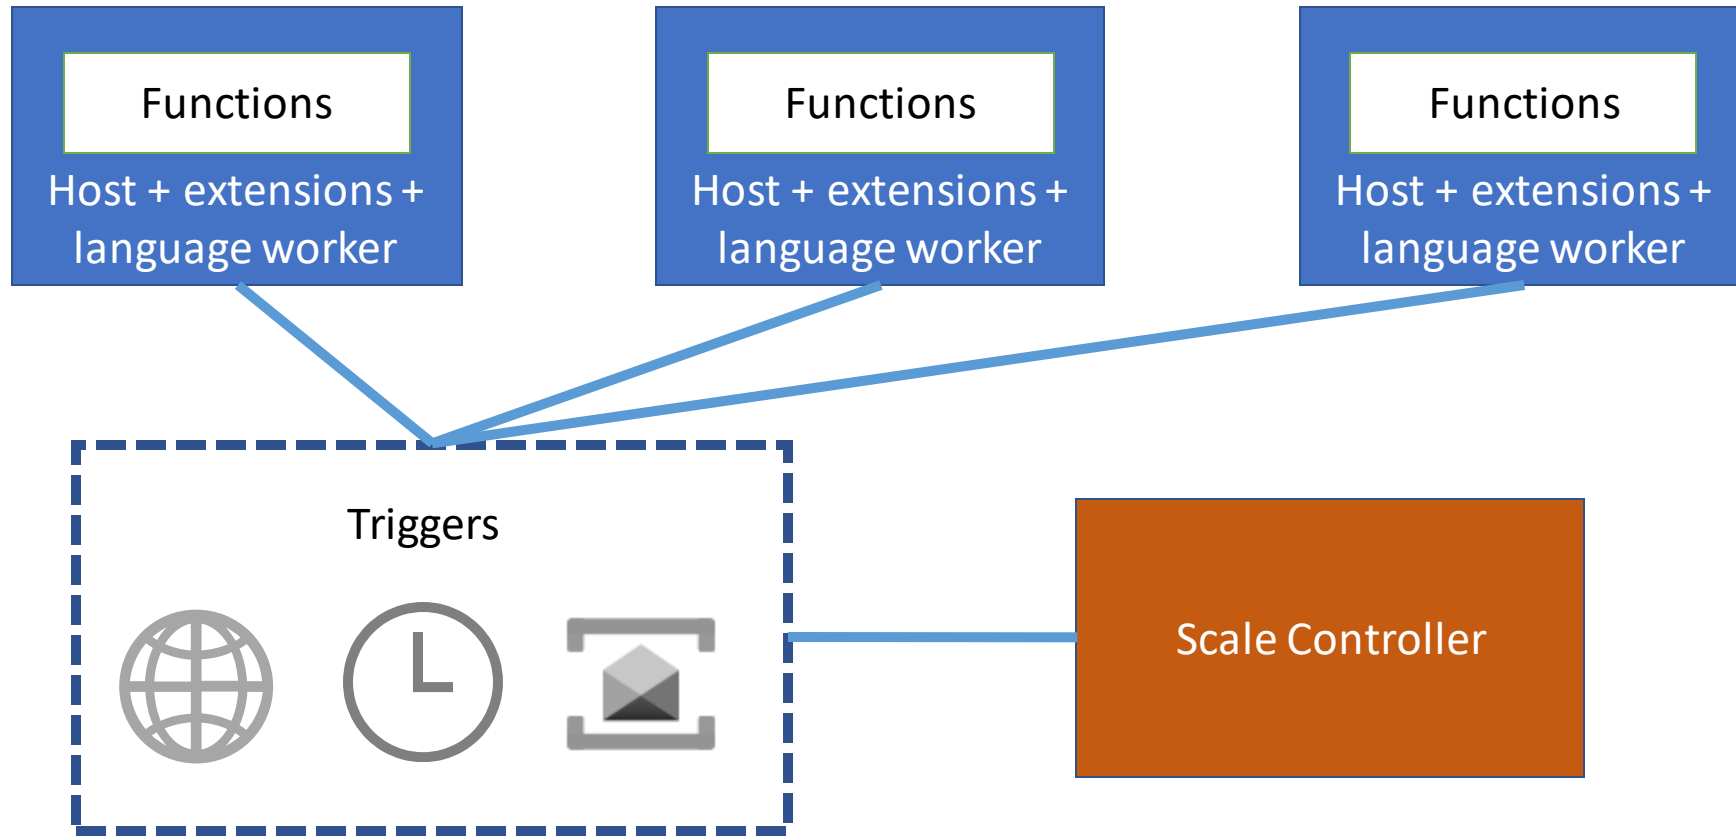 Functions
Host + extensions +
language worker
Functions
Host + extensions +
language worker
Functions
Host + extensions +
language worker
Triggers
Scale Controller